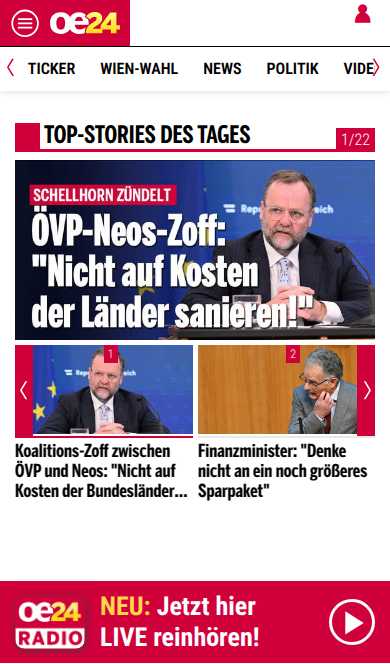 oe24
TICKER WIEN-WAHL NEWS POLITIK VIDE
TOP-STORIES DES TAGES
1/22
SCHELLHORN ZÜNDELT
ÖVP-Neos-Zoff:
"Nicht auf Kosten
der Länder sanieren!"
1
2
Koalitions-Zoff zwischen
ÖVP und Neos: "Nicht auf
Kosten der Bundesländer...
Finanzminister: "Denke
nicht an ein noch größeres
Sparpaket"
oe24
RADIO
NEU: Jetzt hier
LIVE reinhören!